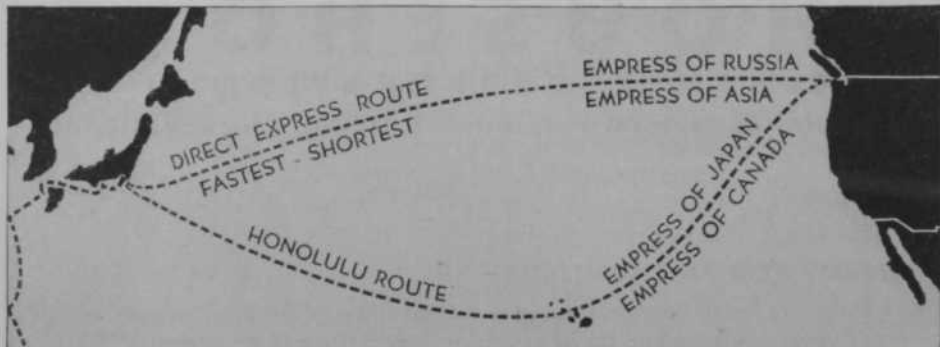 EMPRESS OF RUSSIA
DIRECT EXPRESS ROUTE
EMPRESS OF ASIA
FASTEST - SHORTEST
EMPRESS OF JAPAN
EMPRESS OF CANADA
HONOLULU ROUTE